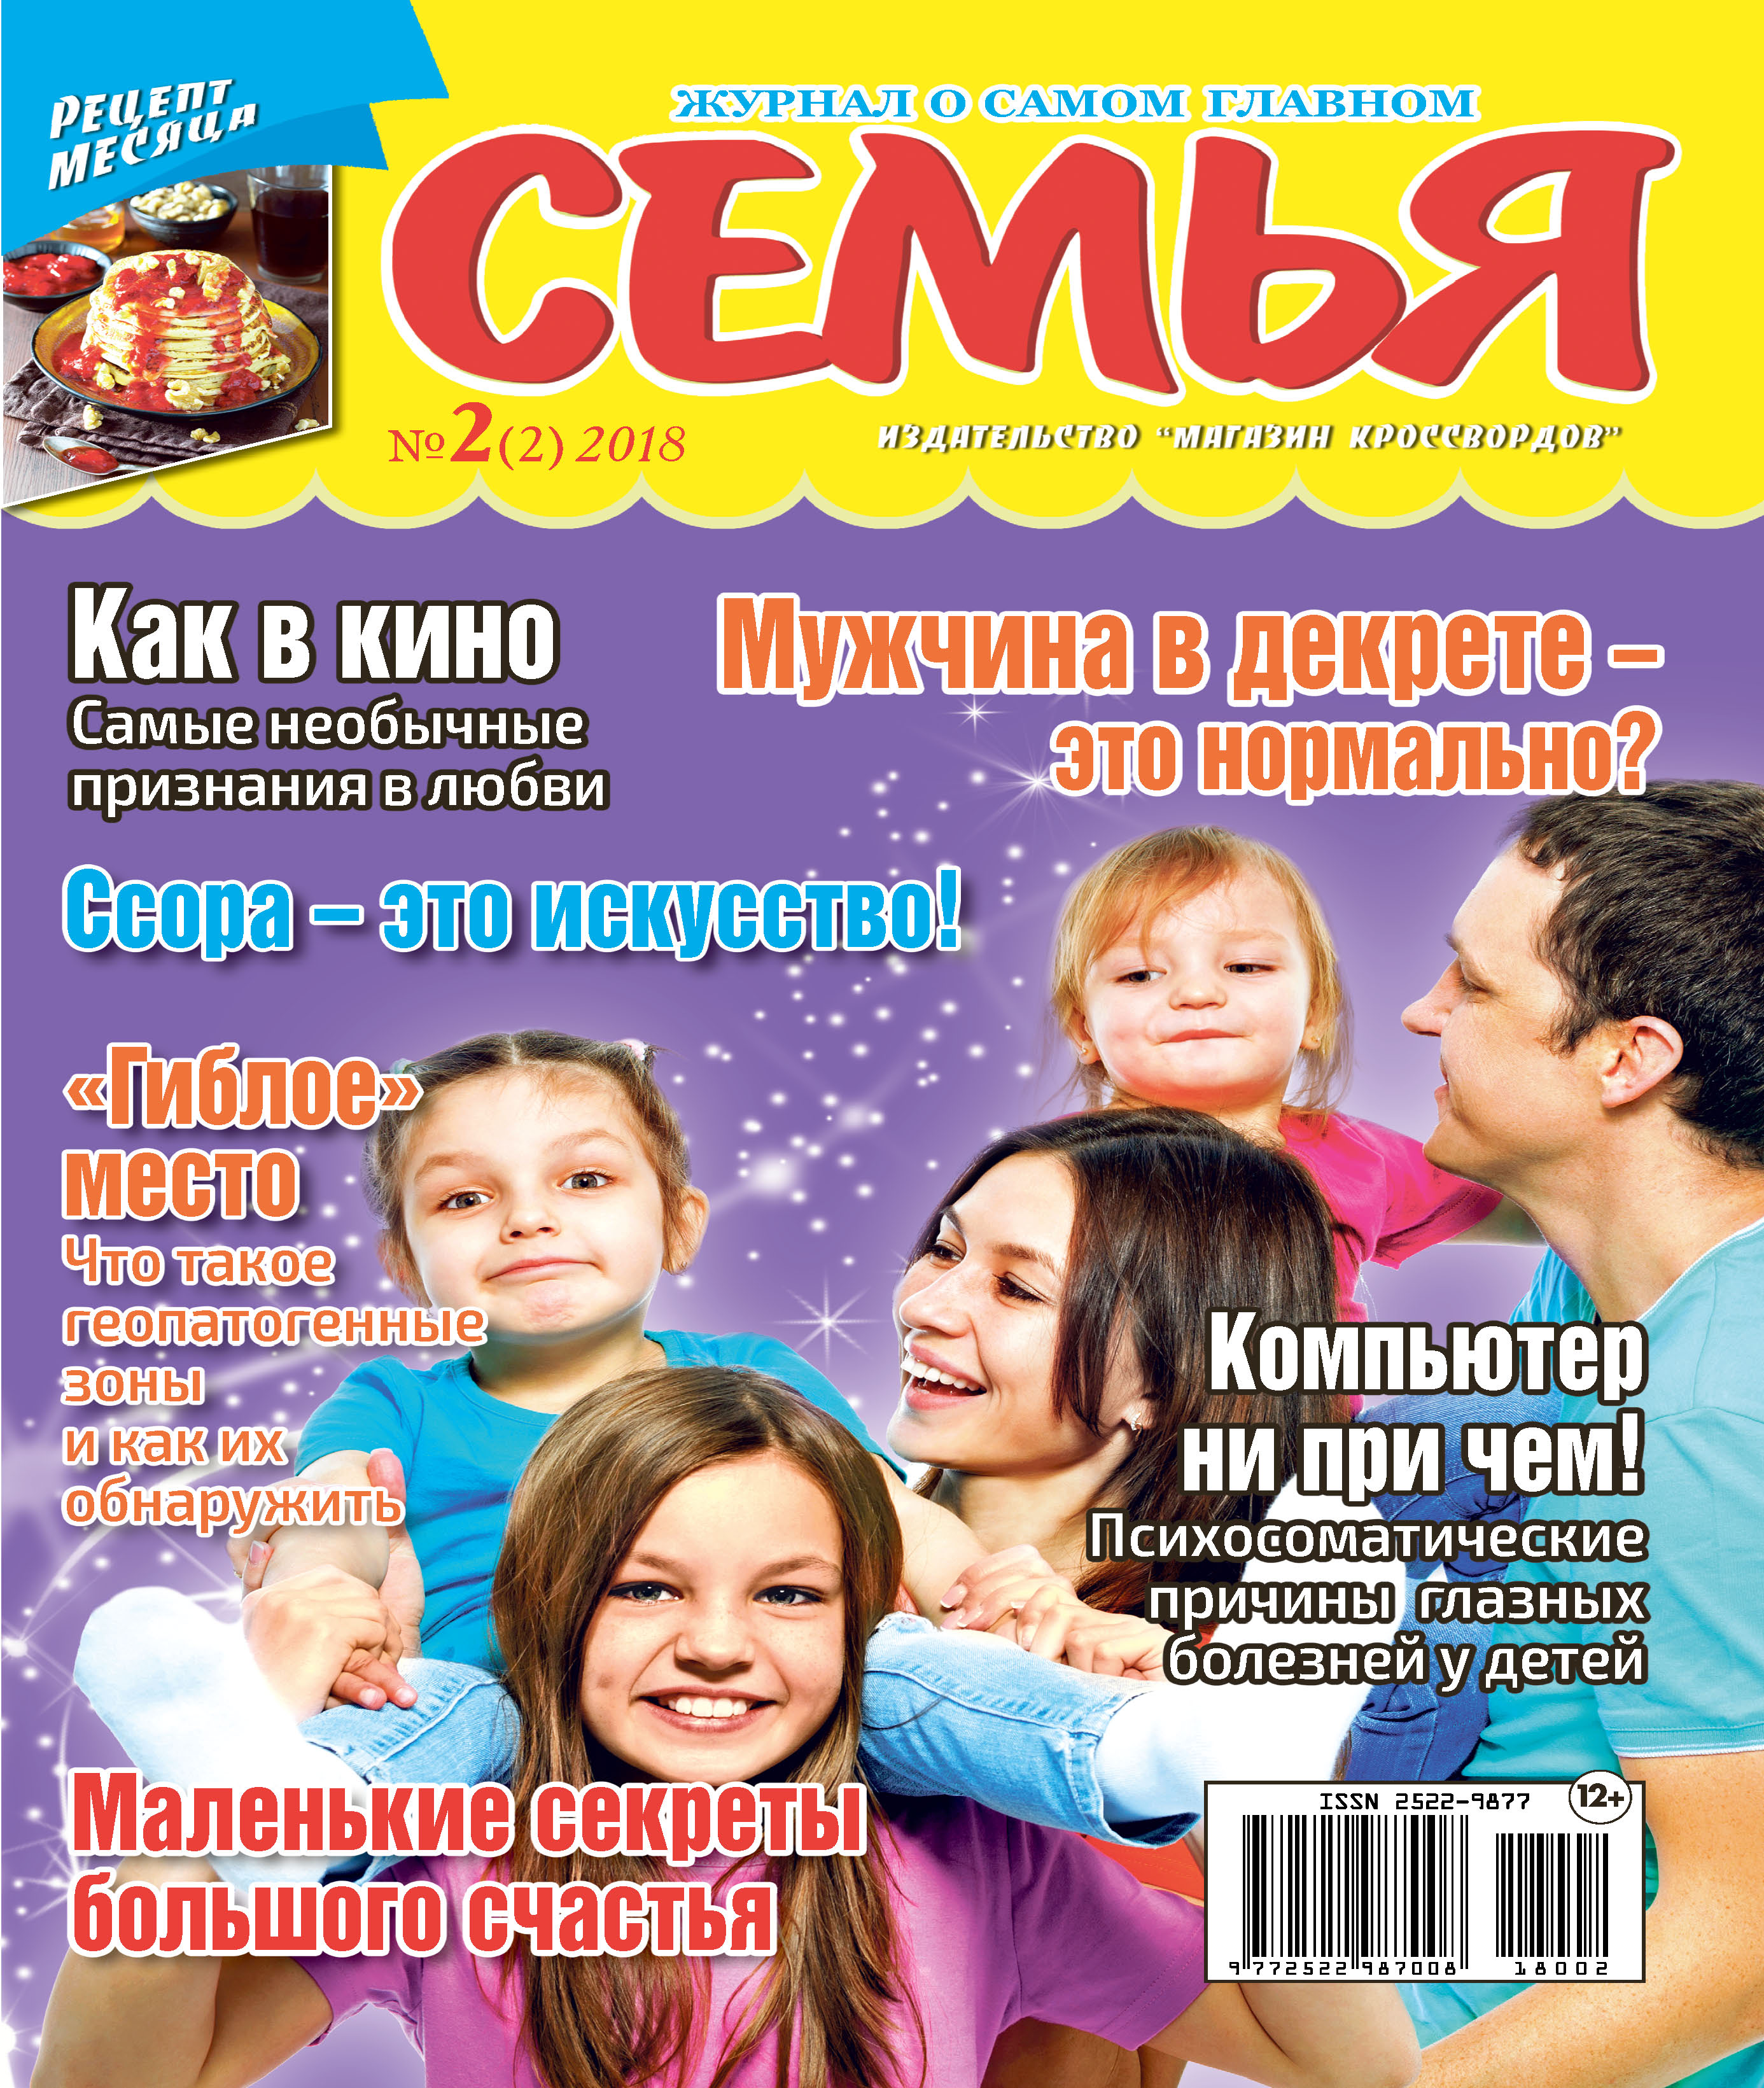 РЕЦЕПТ
МЕСЯЦА
ЖУРНАЛ О САМОМ ГЛАВНОМ
СЕМЬЯ
№2(2) 2018
ИЗДАТЕЛЬСТВО “МАГАЗИН КРОССВОРДОВ”
Как в кино
Самые необычные
признания в любви
Мужчина в декрете –
это нормально?
Ссора – это искусство!
«Гиблое»
место
Что такое
геопатогенные
зоны
и как их
обнаружить
Компьютер
ни при чем!
Психосоматические
причины глазных
болезней у детей
Маленькие секреты
большого счастья
ISSN 2522-9877
12+
9 772522 987008
18002